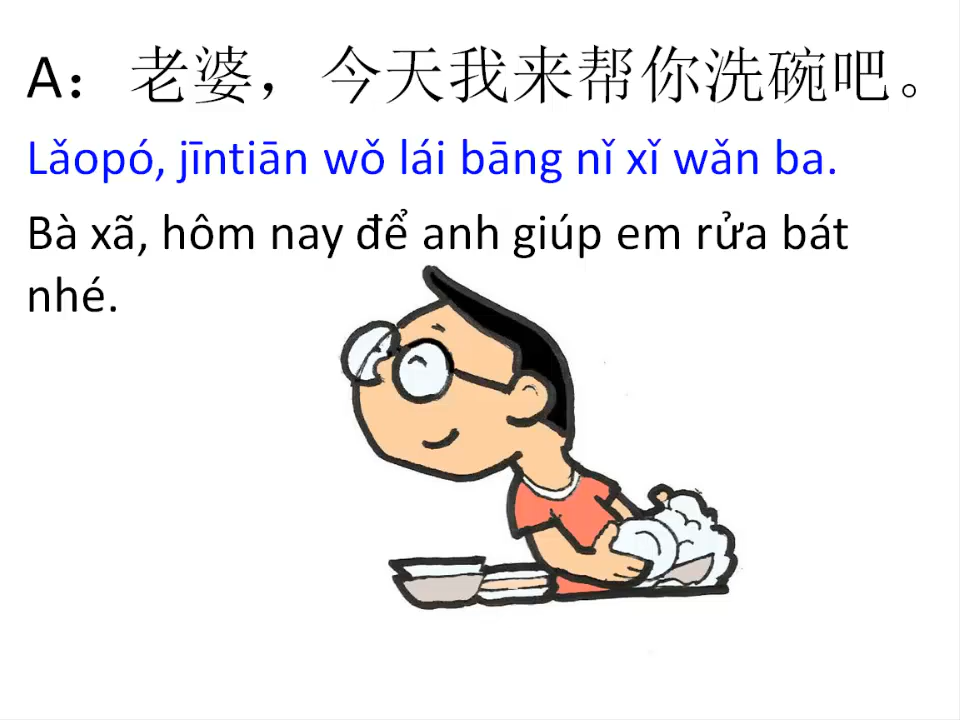 A：老婆，今天我来帮你洗碗吧。
Lǎopó, jīntiān wǒ lái bāng nǐ xǐ wǎn ba.
Bà xã, hôm nay để anh giúp em rửa bát
nhé.